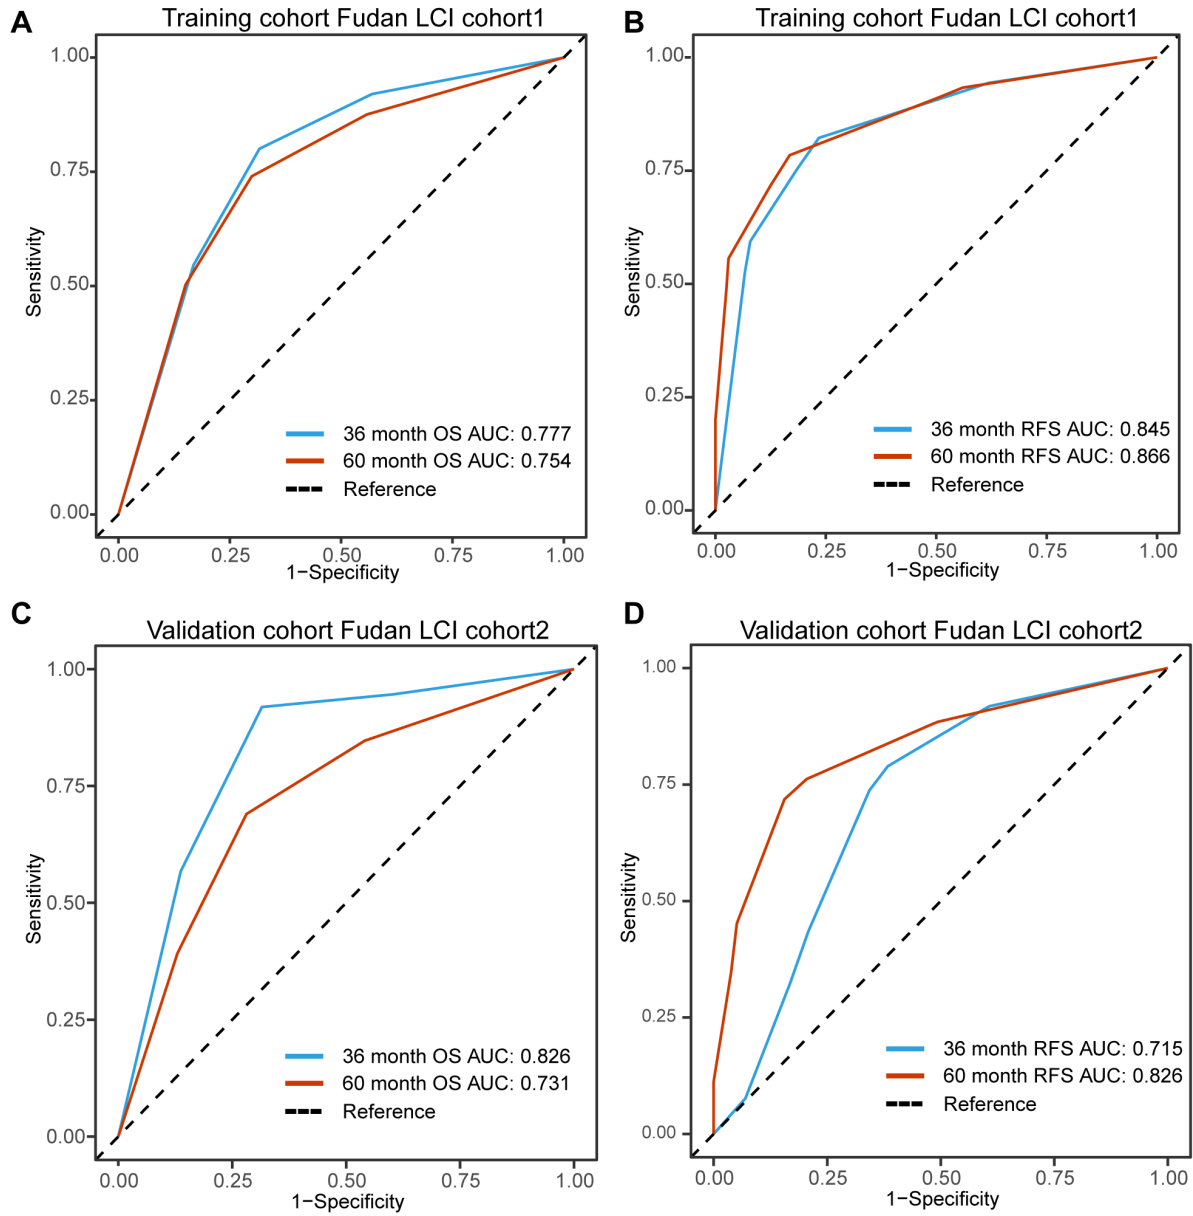 A
Training cohort Fudan LCI cohort1
1.00
0.75
0.50
0.25
0.00
Sensitivity
36 month OS AUC: 0.777
60 month OS AUC: 0.754
Reference
0.00 0.25 0.50 0.75 1.00
1−Specificity
B
Training cohort Fudan LCI cohort1
1.00
0.75
0.50
0.25
0.00
Sensitivity
36 month RFS AUC: 0.845
60 month RFS AUC: 0.866
Reference
0.00 0.25 0.50 0.75 1.00
1−Specificity
C
Validation cohort Fudan LCI cohort2
1.00
0.75
0.50
0.25
0.00
Sensitivity
36 month OS AUC: 0.826
60 month OS AUC: 0.731
Reference
0.00 0.25 0.50 0.75 1.00
1−Specificity
D
Validation cohort Fudan LCI cohort2
1.00
0.75
0.50
0.25
0.00
Sensitivity
36 month RFS AUC: 0.715
60 month RFS AUC: 0.826
Reference
0.00 0.25 0.50 0.75 1.00
1−Specificity